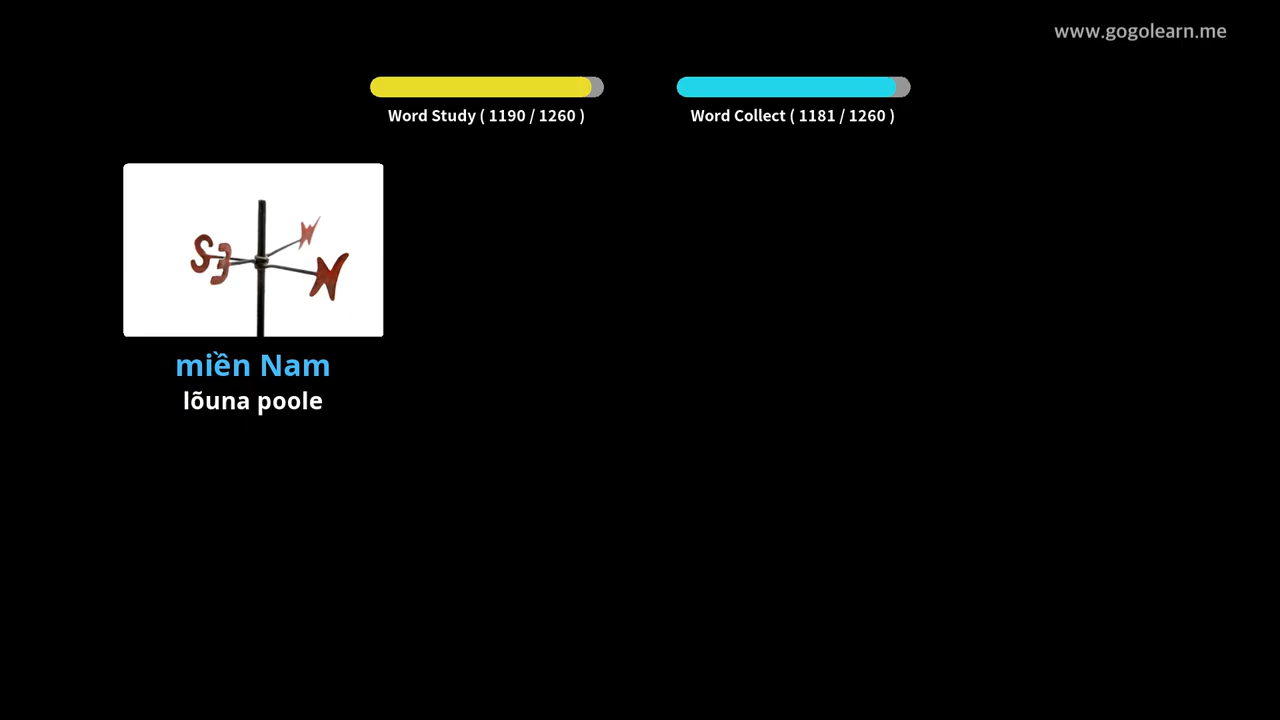 www.gogolearn.me
Word Study ( 1190 / 1260 )
Word Collect ( 1181 / 1260 )
S E N N
miền Nam
lõuna poole